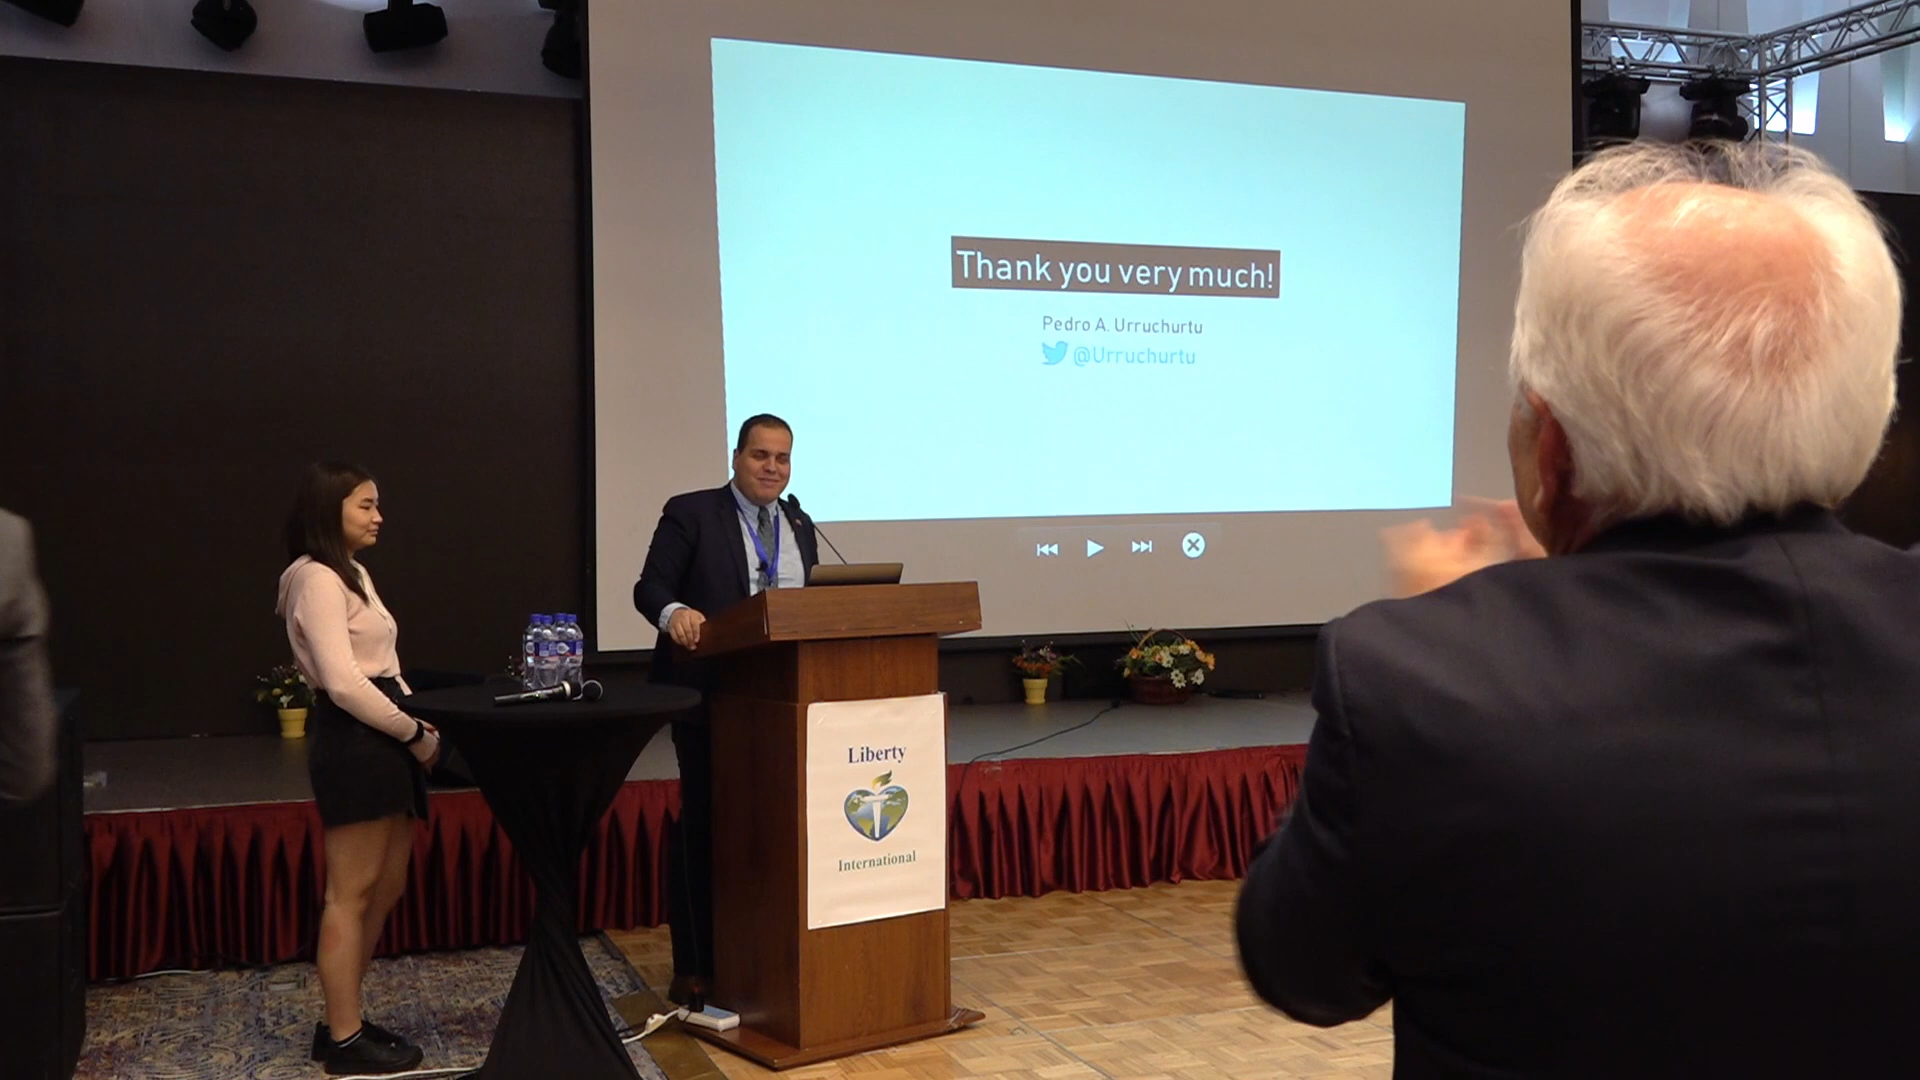 Thank you very much!
Pedro A. Urruchurtu
@Urruchurtu
Liberty
International